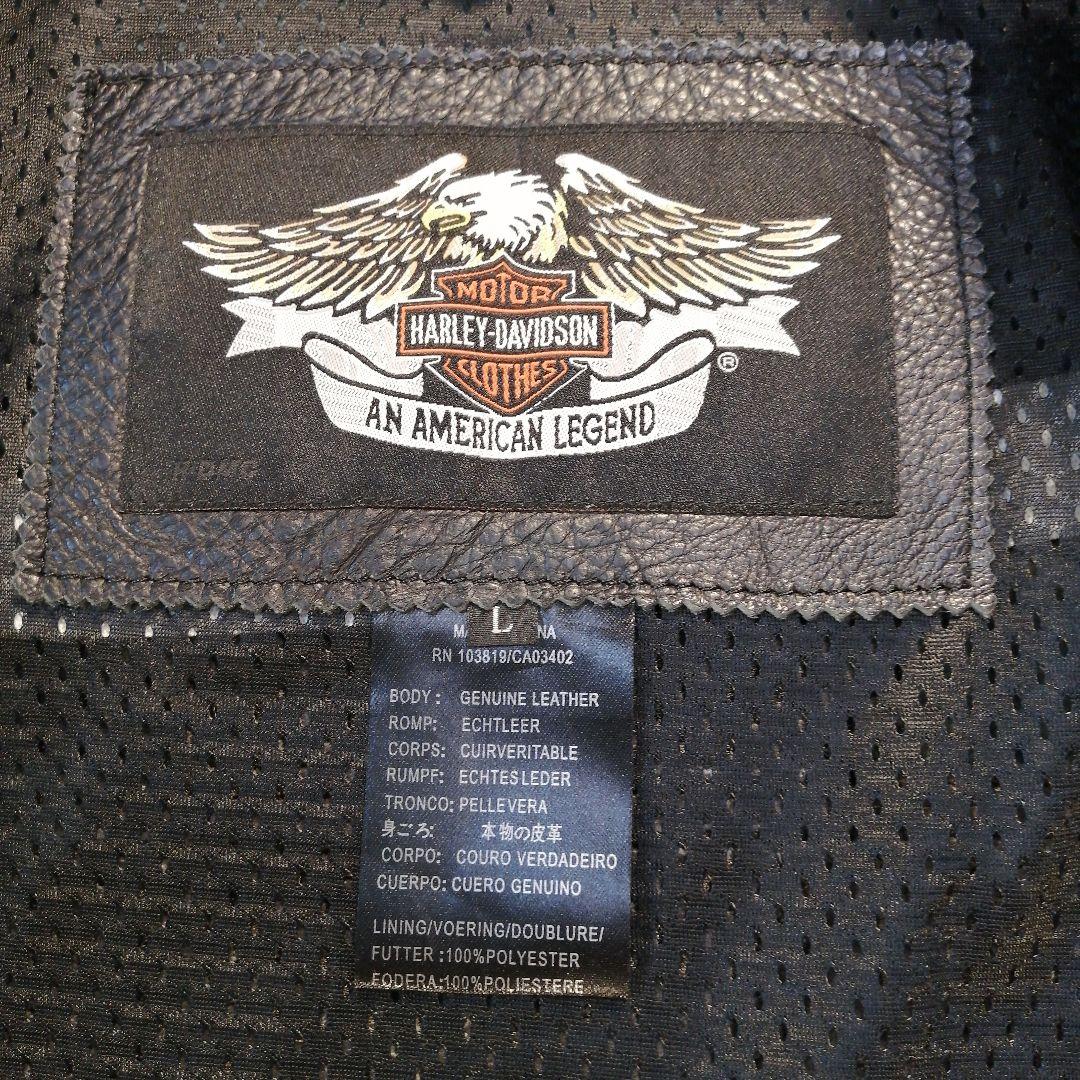 MOTOR
HARLEY-DAVIDSON
CLOTHES
®
AN AMERICAN LEGEND
L
NA
RN 103819/CA03402
BODY : GENUINE LEATHER
ROMP: ECHTLEER
CORPS: CUIRVERITABLE
RUMPF: ECHTESLEDER
TRONCO: PELLEVERA
身ごろ: 本物の皮革
CORPO: COURO VERDADEIRO
CUERPO: CUERO GENUINO
LINING/VOERING/DOUBLURE/
FUTTER :100%POLYESTER
FODERA:100%POLIESTERE